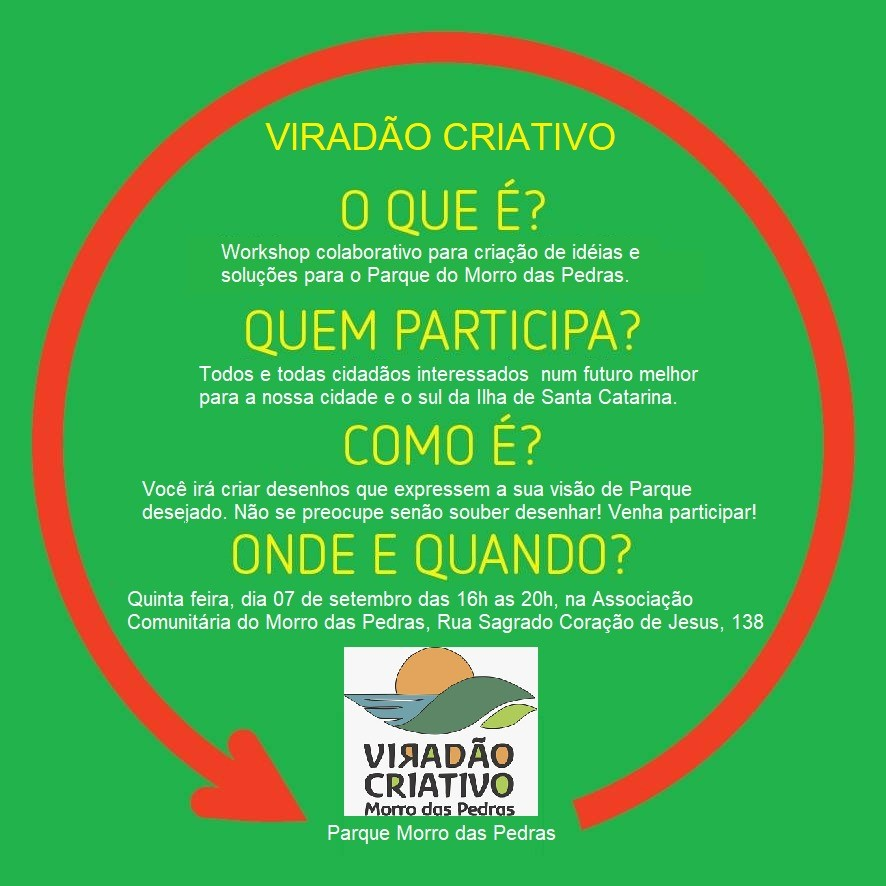 VIRADÃO CRIATIVO
O QUE É?
Workshop colaborativo para criação de idéias e
soluções para o Parque do Morro das Pedras.
QUEM PARTICIPA?
Todos e todas cidadãos interessados  num futuro melhor
para a nossa cidade e o sul da Ilha de Santa Catarina.
COMO É?
Você irá criar desenhos que expressem a sua visão de Parque
desejado. Não se preocupe senão souber desenhar! Venha participar!
ONDE E QUANDO?
Quinta feira, dia 07 de setembro das 16h as 20h, na Associação
Comunitária do Morro das Pedras, Rua Sagrado Coração de Jesus, 138
VIRADÃO
CRIATIVO
Morro das Pedras
Parque Morro das Pedras